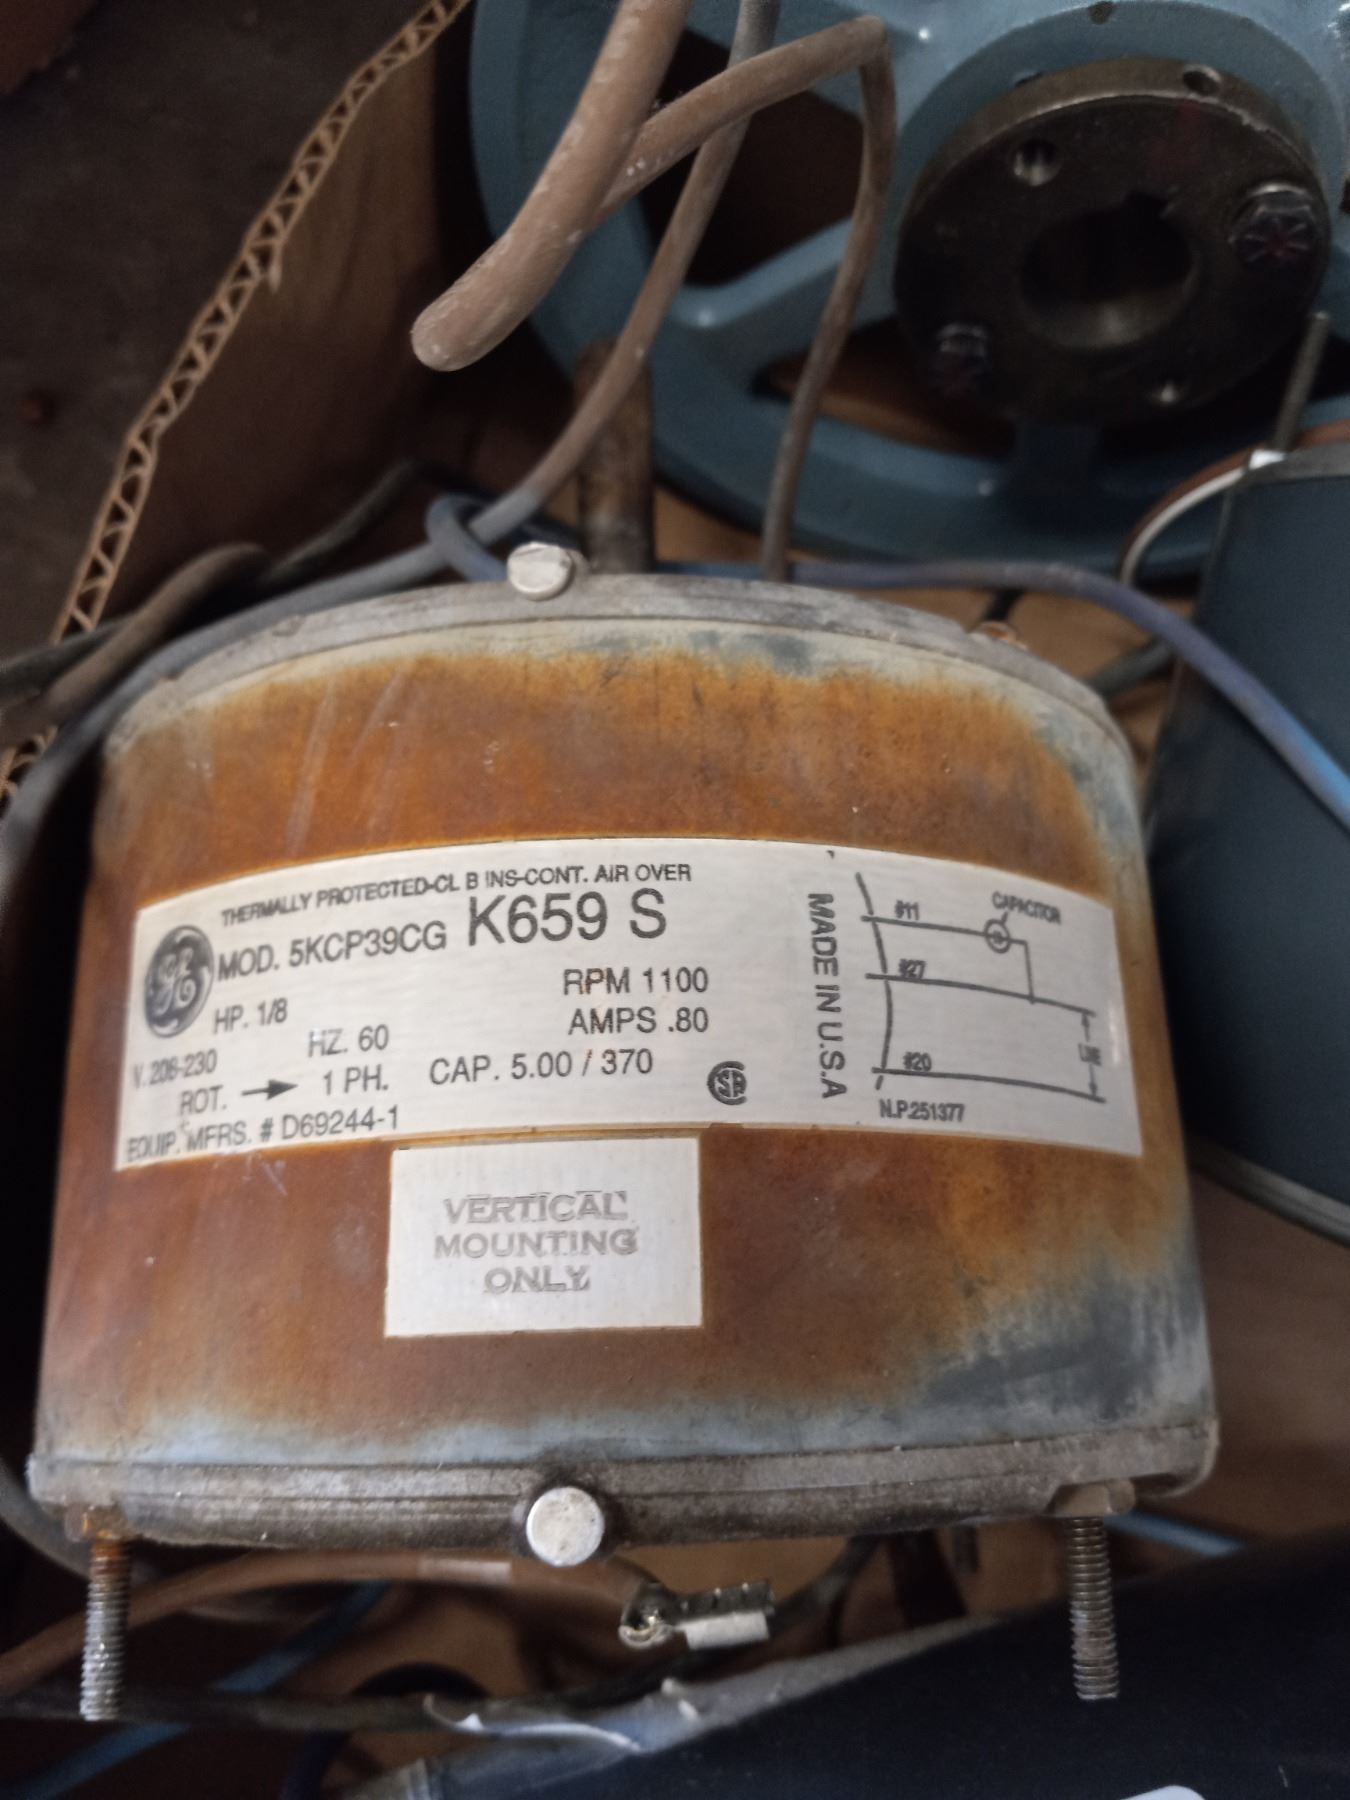 THERMALLY PROTECTED-CL B INS-CONT. AIR OVER
GE
MOD. 5KCP39CG K659 S
HP. 1/8
RPM 1100
HZ. 60
AMPS .80
V. 208-230
ROT. → 1 PH.
CAP. 5.00 / 370
SA
EQUIP. MFRS. # D69244-1
MADE IN U.S.A
#11
CAPACITOR
#27
LINE
#20
N.P.251377
VERTICAL
MOUNTING
ONLY